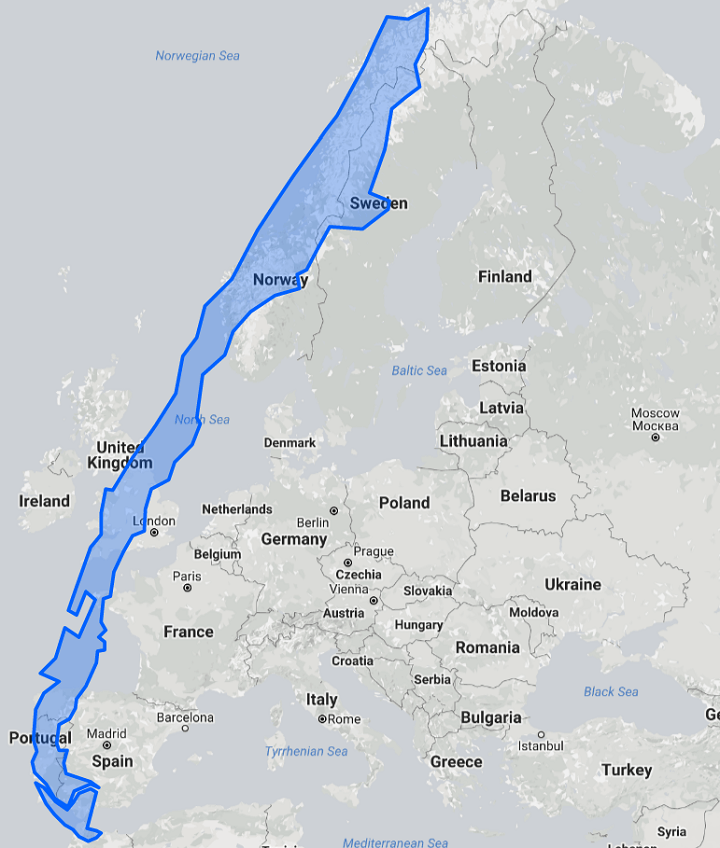 Norwegian Sea
Sweden
Norway
Finland
Baltic Sea
Estonia
North Sea
Latvia
Moscow
Москва
United
Kingdom
Denmark
Lithuania
Ireland
Belarus
Poland
London
Netherlands
Berlin
Germany
Belgium
Prague
Paris
Czechia
Ukraine
Vienna
Slovakia
Austria
Moldova
Hungary
France
Romania
Croatia
Serbia
Black Sea
Italy
Barcelona
Rome
Bulgaria
Portugal
Madrid
Istanbul
Tyrrhenian Sea
Spain
Greece
Turkey
Syria
Mediterranean Sea